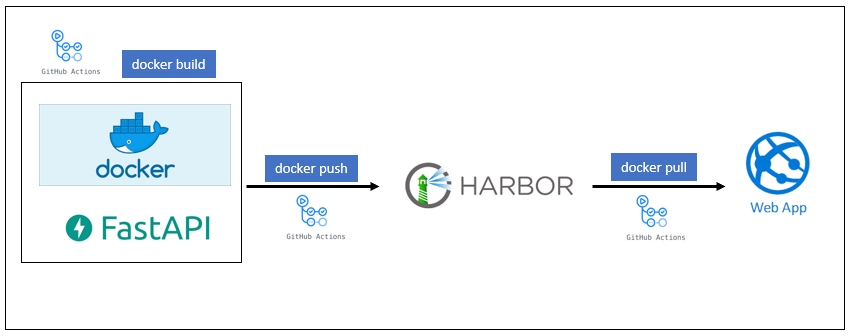 GitHub Actions
docker build
docker
FastAPI
docker push
GitHub Actions
HARBOR
docker pull
GitHub Actions
Web App